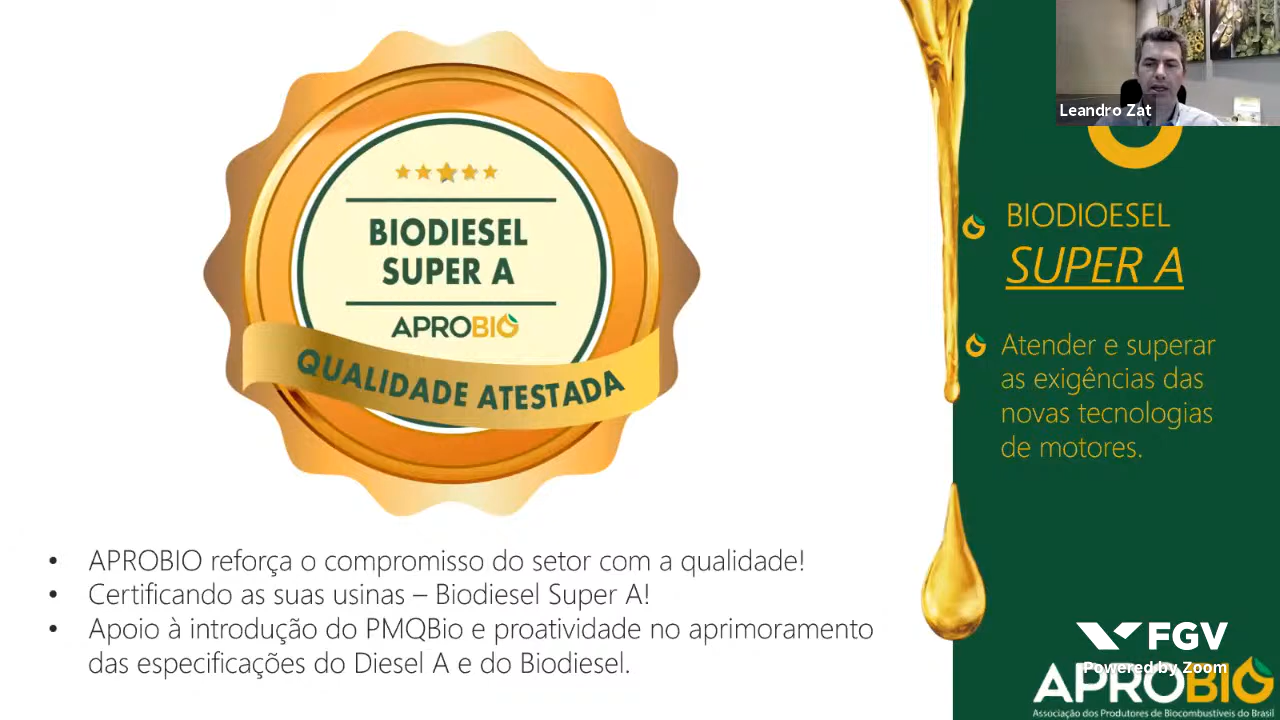 BIODIESEL
SUPER A
APROBIO
QUALIDADE ATESTADA
• APROBIO reforça o compromisso do setor com a qualidade!
• Certificando as suas usinas – Biodiesel Super A!
• Apoio à introdução do PMQBio e proatividade no aprimoramento
das especificações do Diesel A e do Biodiesel.
Leandro Zat
BIODIOESEL
SUPER A
Atender e superar
as exigências das
novas tecnologias
de motores.
FGV
Powered by Zoom
APROBIO
Associação dos Produtores de Biocombustíveis do Brasil